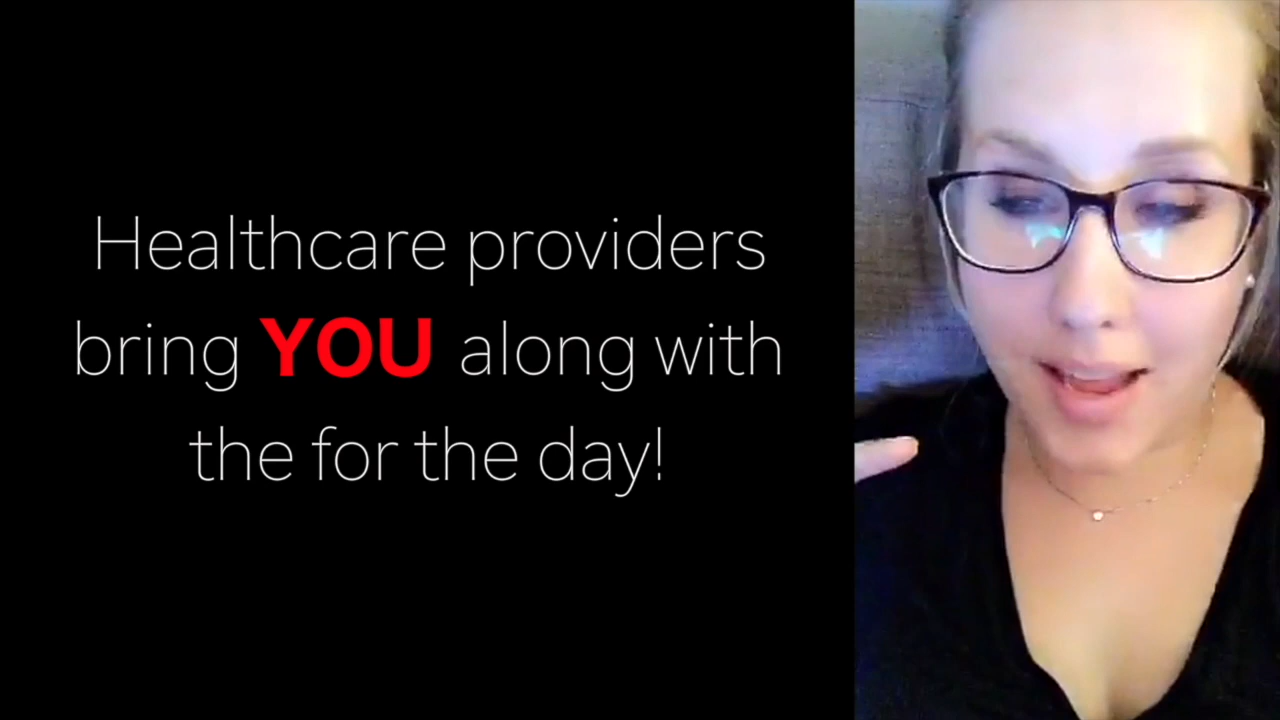 Healthcare providers
bring YOU along with
the for the day!